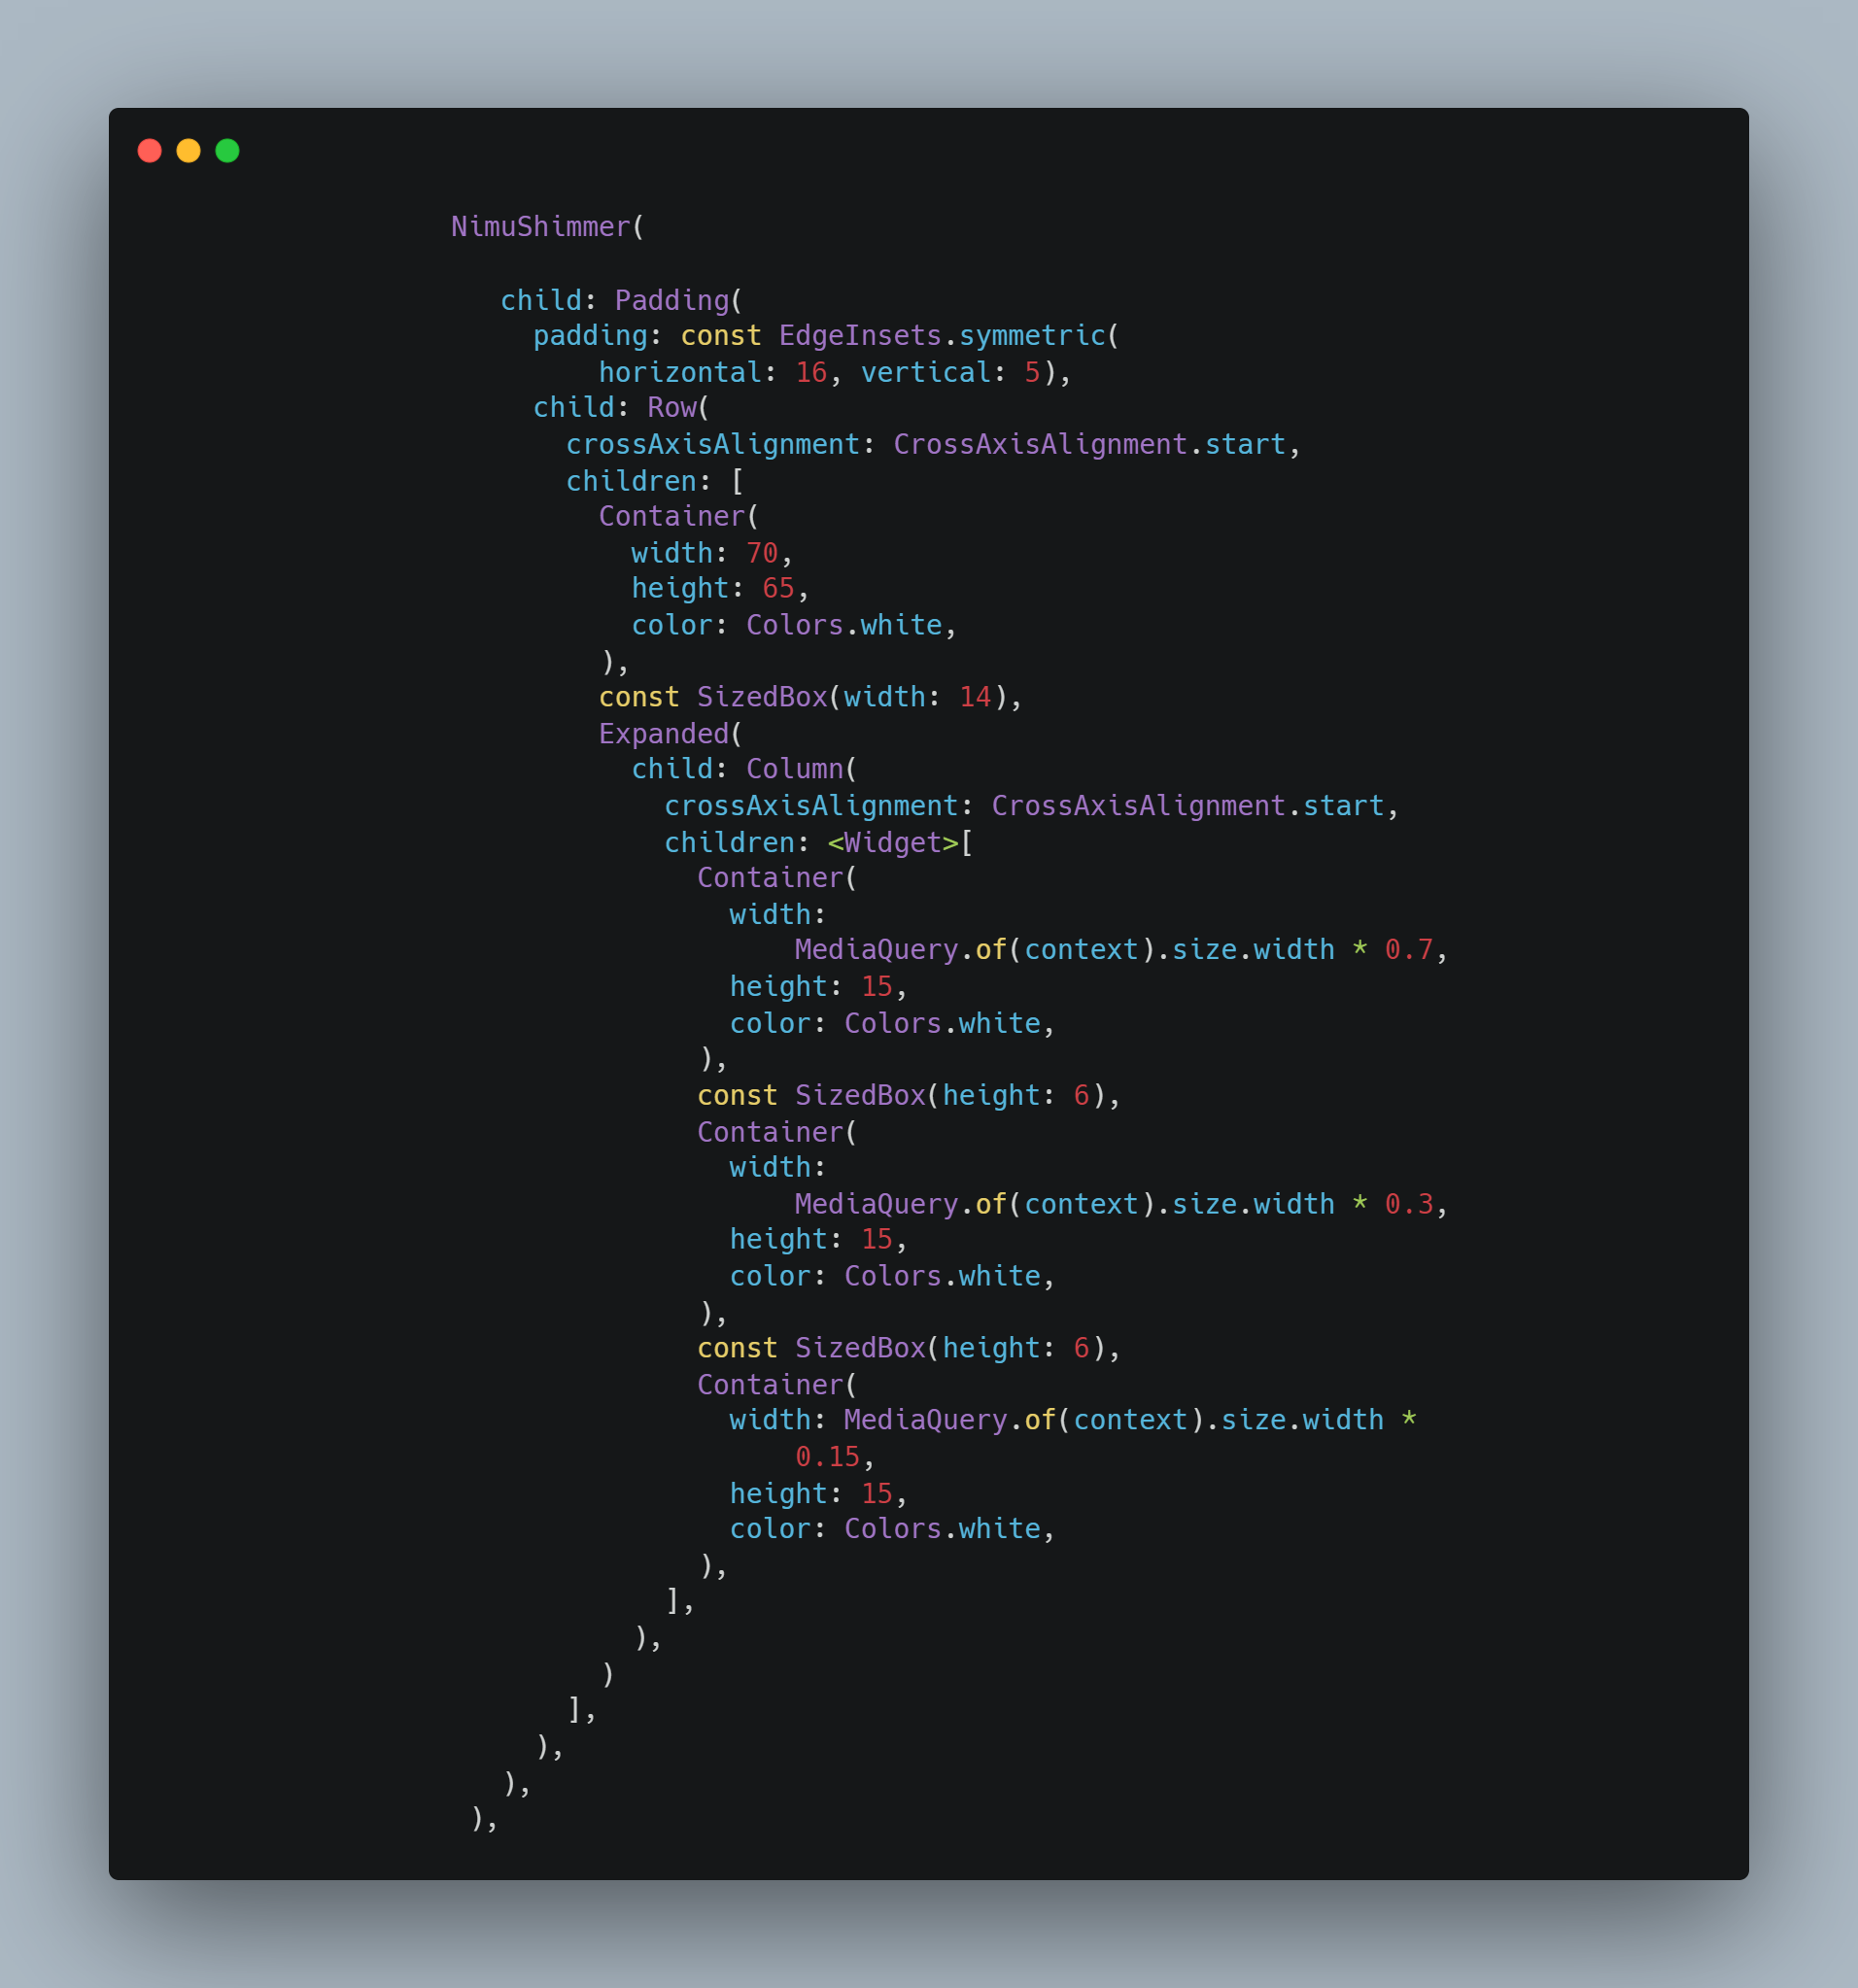 NimuShimmer(
child: Padding(
padding: const EdgeInsets.symmetric(
horizontal: 16, vertical: 5),
child: Row(
crossAxisAlignment: CrossAxisAlignment.start,
children: [
Container(
width: 70,
height: 65,
color: Colors.white,
),
const SizedBox(width: 14),
Expanded(
child: Column(
crossAxisAlignment: CrossAxisAlignment.start,
children: <Widget>[
Container(
width:
MediaQuery.of(context).size.width * 0.7,
height: 15,
color: Colors.white,
),
const SizedBox(height: 6),
Container(
width:
MediaQuery.of(context).size.width * 0.3,
height: 15,
color: Colors.white,
),
const SizedBox(height: 6),
Container(
width: MediaQuery.of(context).size.width *
0.15,
height: 15,
color: Colors.white,
),
],
),
)
],
),
),
),